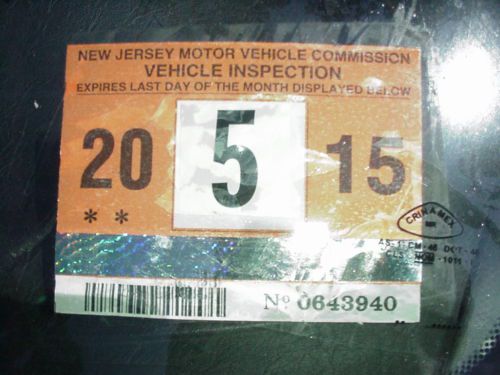 NEW JERSEY MOTOR VEHICLE COMMISSION
VEHICLE INSPECTION
EXPIRES LAST DAY OF THE MONTH DISPLAYED BELOW
20 5 15
* *
CRINAMEX
Nº 0643940